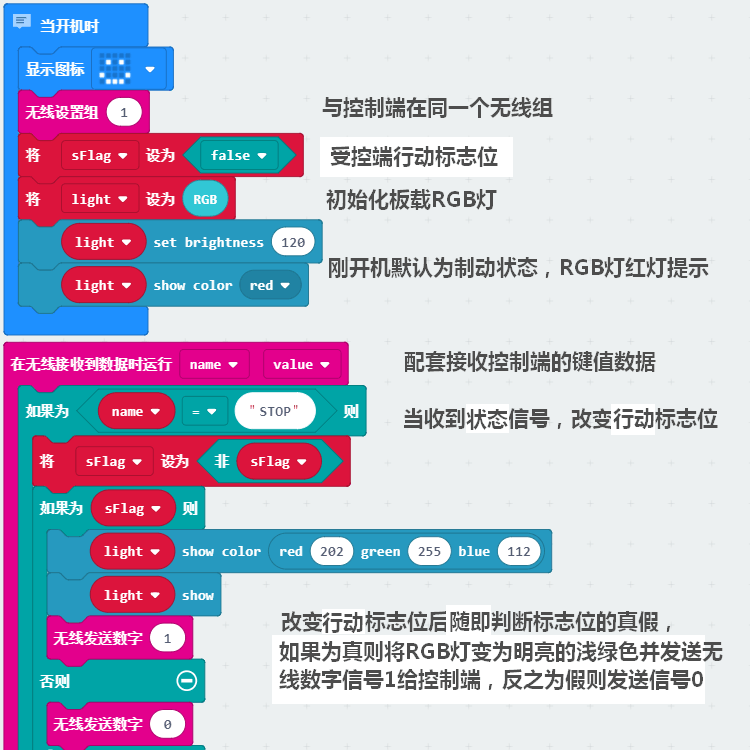 当开机时
显示图标
无线设置组 1
与控制端在同一个无线组
将 sFlag 设为 false
受控端行动标志位
将 light 设为 RGB
初始化板载RGB灯
light set brightness 120
刚开机默认为制动状态，RGB灯红灯提示
light show color red
在无线接收到数据时运行 name value
配套接收控制端的键值数据
如果为 name = "STOP" 则
当收到状态信号，改变行动标志位
将 sFlag 设为 非 sFlag
如果为 sFlag 则
light show color red 202 green 255 blue 112
light show
无线发送数字 1
改变行动标志位后随即判断标志位的真假，
如果为真则将RGB灯变为明亮的浅绿色并发送无
线数字信号1给控制端，反之为假则发送信号0
否则
无线发送数字 0